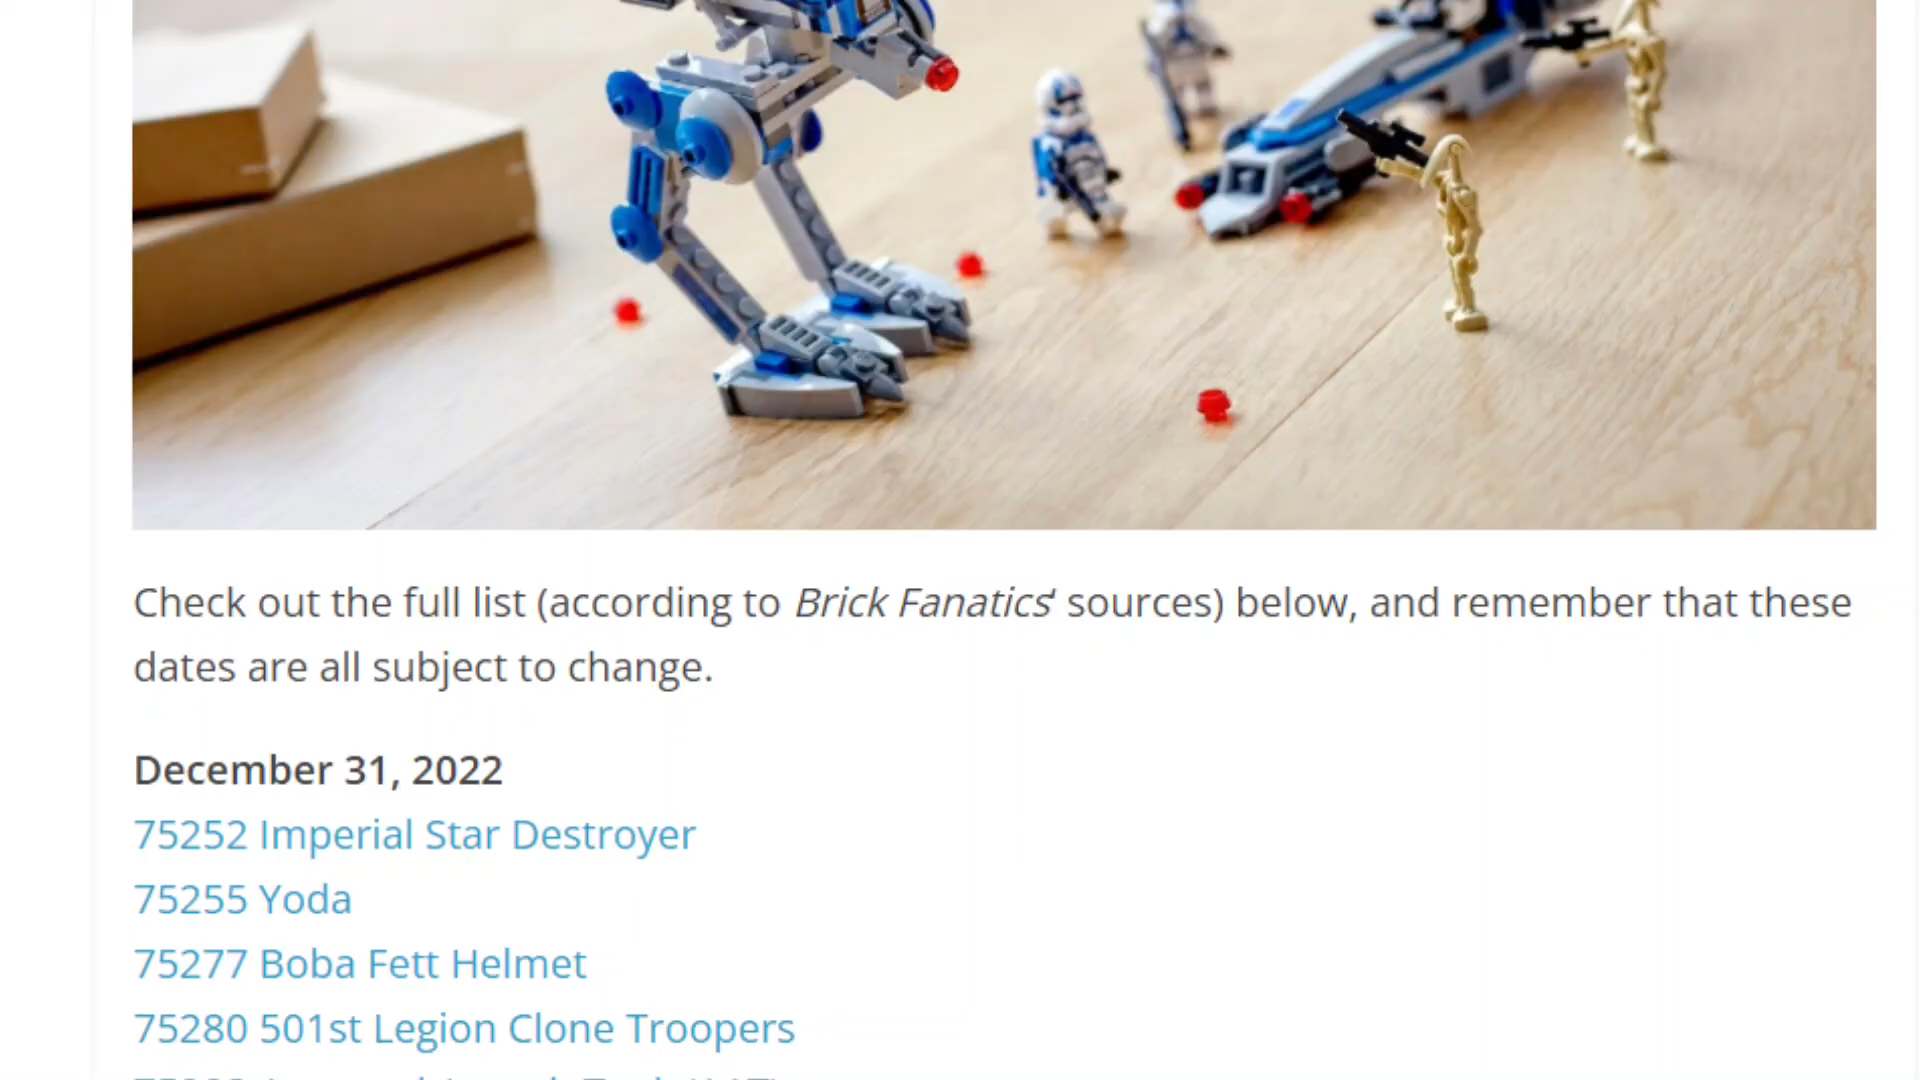 Check out the full list (according to Brick Fanatics' sources) below, and remember that these
dates are all subject to change.
December 31, 2022
75252 Imperial Star Destroyer
75255 Yoda
75277 Boba Fett Helmet
75280 501st Legion Clone Troopers